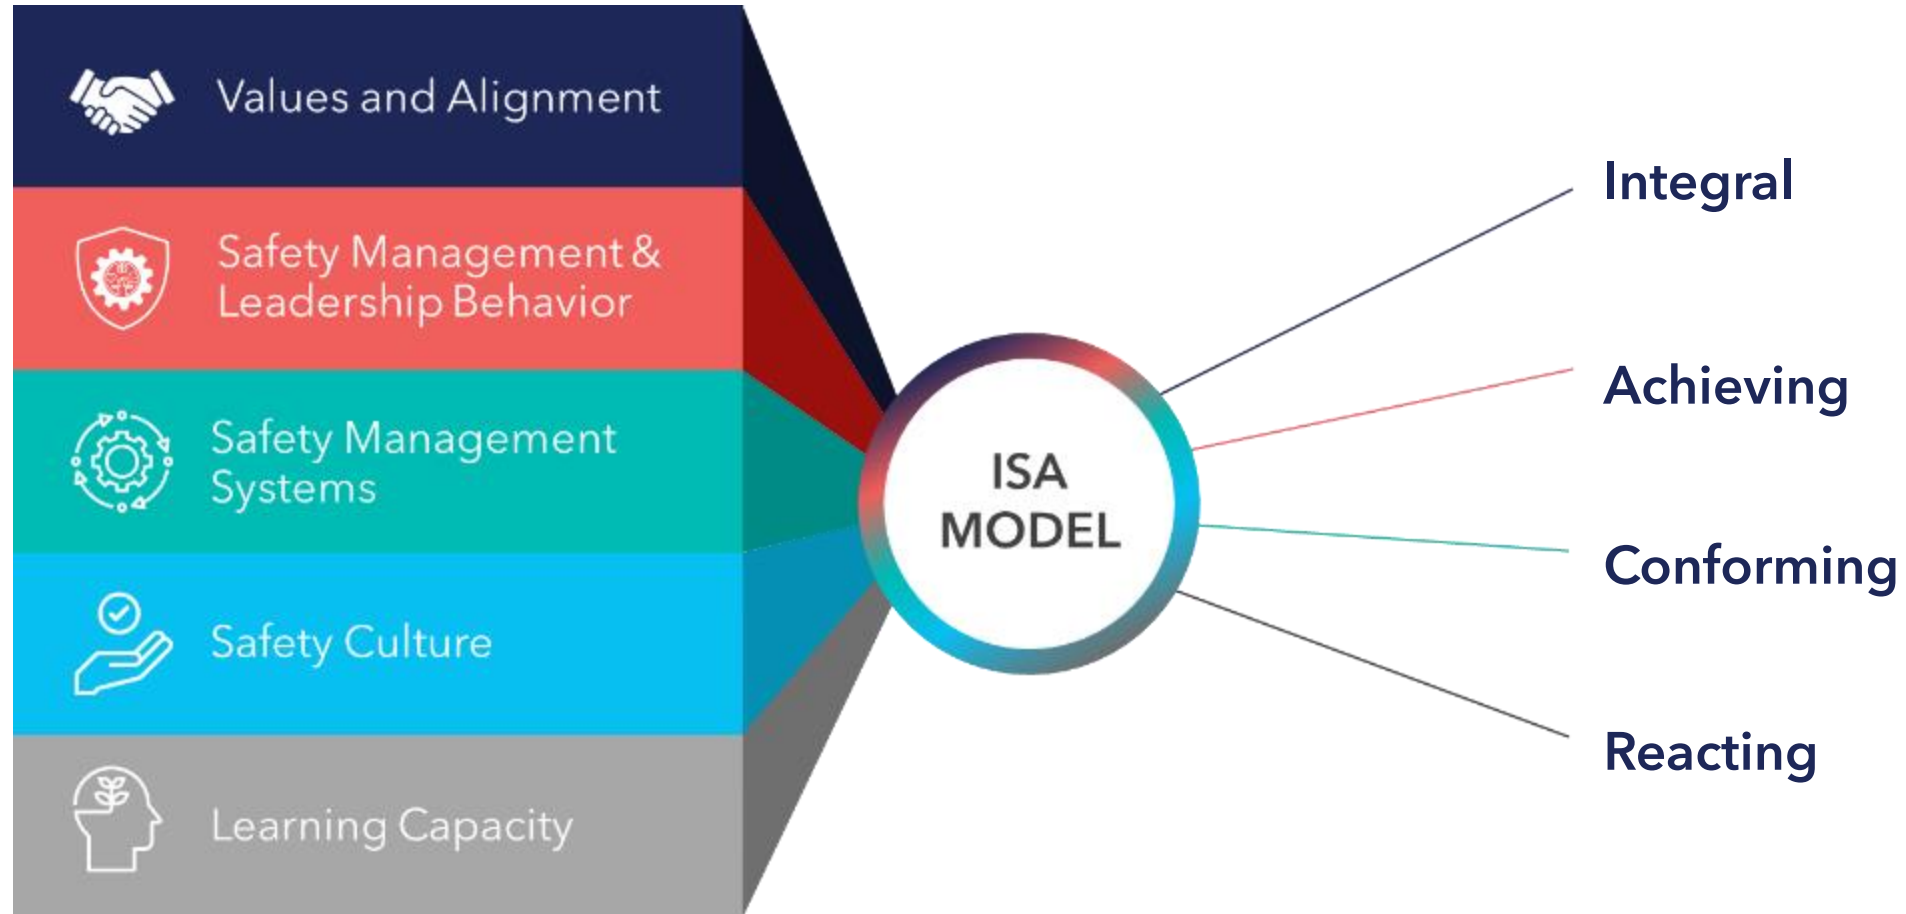 Values and Alignment
Safety Management &
Leadership Behavior
Safety Management
Systems
Safety Culture
Learning Capacity
ISA
MODEL
Integral
Achieving
Conforming
Reacting